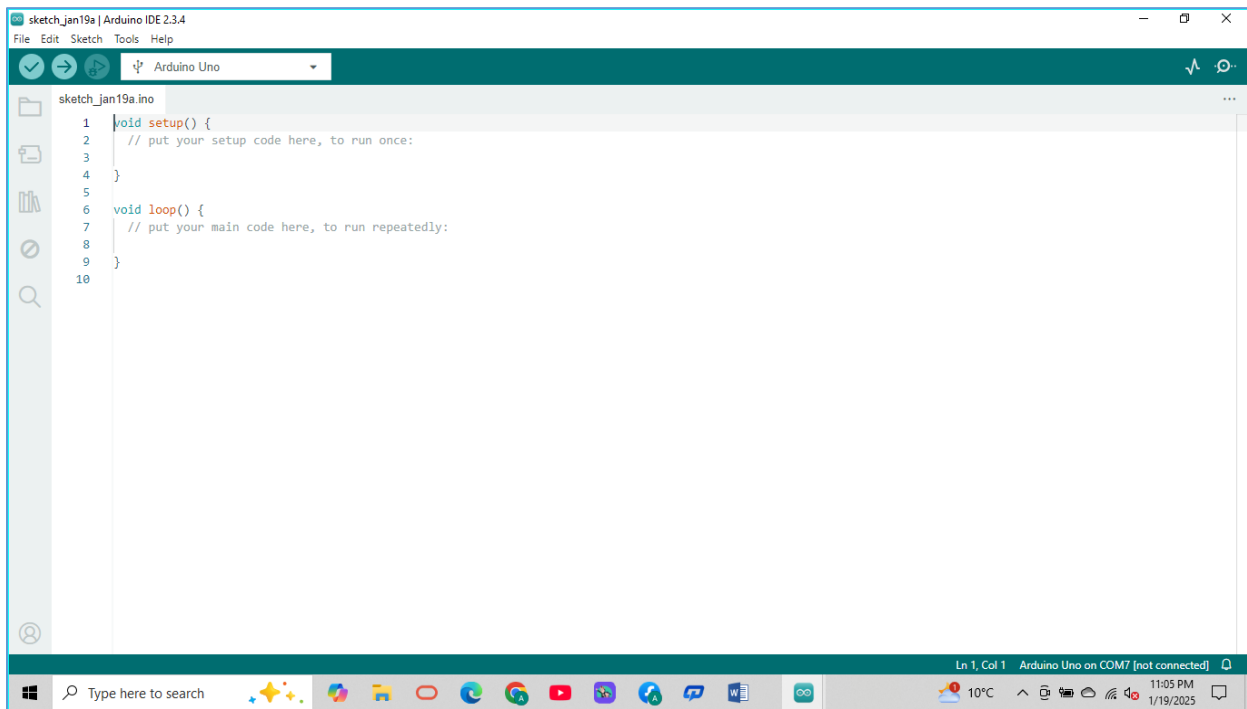 sketch_jan19a | Arduino IDE 2.3.4
File Edit Sketch Tools Help
Arduino Uno
sketch_jan19a.ino
1 void setup() {
2 // put your setup code here, to run once:
3
4 }
5
6 void loop() {
7 // put your main code here, to run repeatedly:
8
9 }
10
Ln 1, Col 1 Arduino Uno on COM7 [not connected]
Type here to search
1 10°C 11:05 PM
1/19/2025